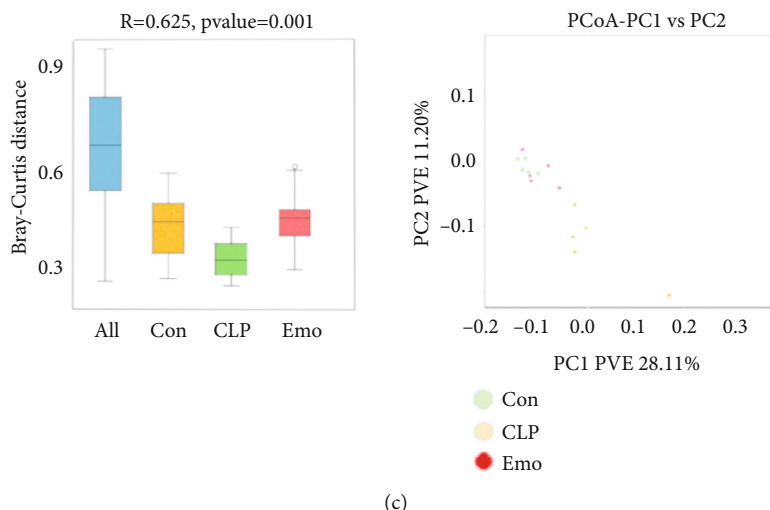 R=0.625, pvalue=0.001
Bray-Curtis distance
0.9
0.6
0.3
All Con CLP Emo
PCoA-PC1 vs PC2
PC2 PVE 11.20%
0.1
0.0
−0.1
−0.2 −0.1 0.0 0.1 0.2 0.3
PC1 PVE 28.11%
Con
CLP
Emo
(c)